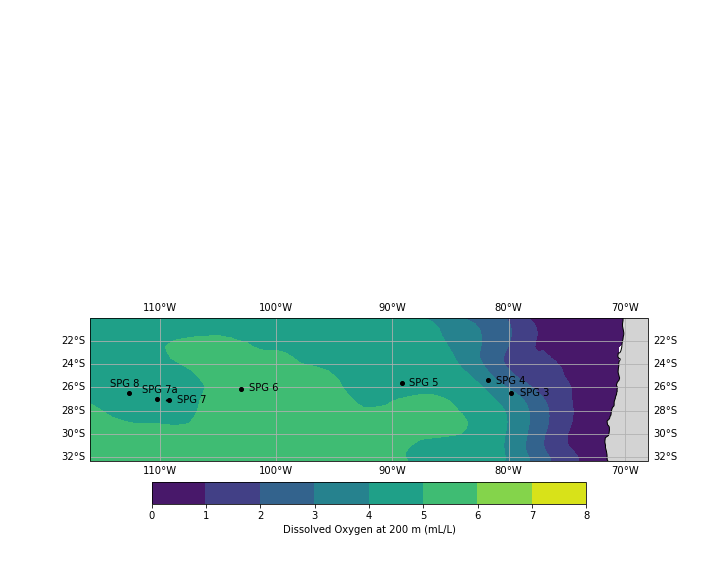 110°W 100°W 90°W 80°W 70°W
22°S 22°S
24°S 24°S
SPG 8 SPG 7a SPG 6 SPG 5 SPG 4
26°S 26°S
SPG 7 SPG 3
28°S 28°S
30°S 30°S
32°S 32°S
110°W 100°W 90°W 80°W 70°W
0 1 2 3 4 5 6 7 8
Dissolved Oxygen at 200 m (mL/L)